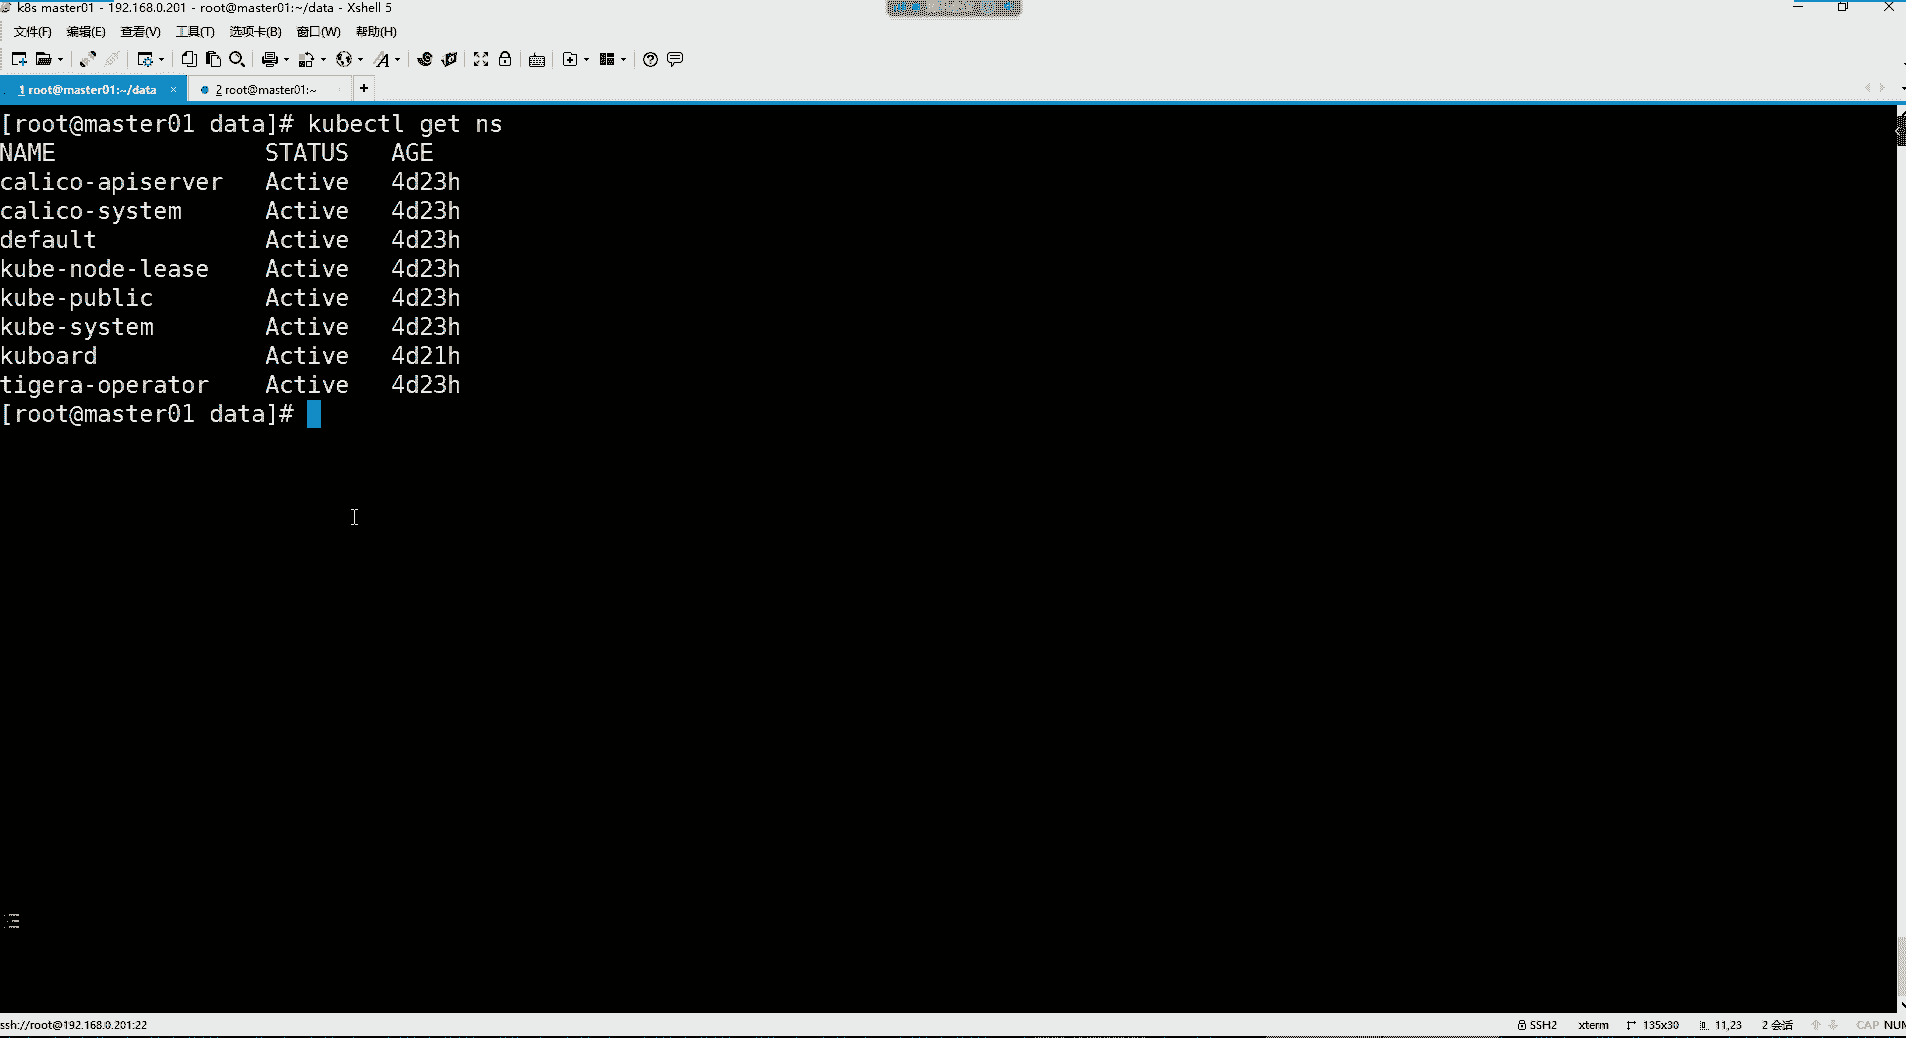 k8s master01 - 192.168.0.201 - root@master01:~/data - Xshell 5
文件(F) 编辑(E) 查看(V) 工具(T) 选项卡(B) 窗口(W) 帮助(H)
1 root@master01:~/data × 2 root@master01:~ +
[root@master01 data]# kubectl get ns
NAME STATUS AGE
calico-apiserver Active 4d23h
calico-system Active 4d23h
default Active 4d23h
kube-node-lease Active 4d23h
kube-public Active 4d23h
kube-system Active 4d23h
kuboard Active 4d21h
tigera-operator Active 4d23h
[root@master01 data]#
ssh://root@192.168.0.201:22 SSH2 xterm 135x30 11,23 2 会话 CAP NUM